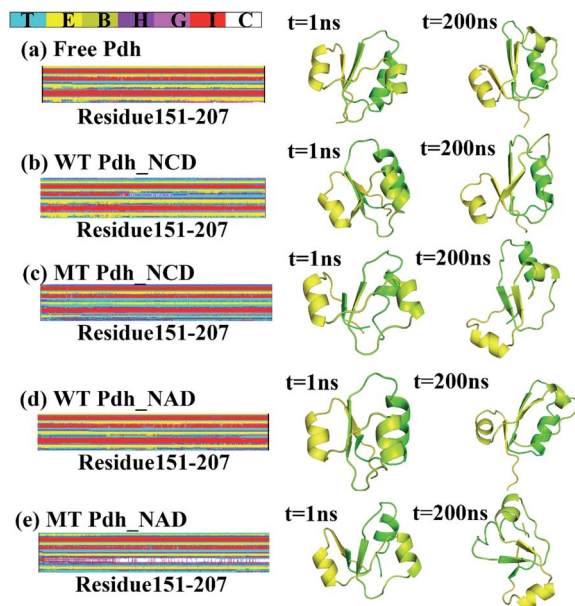 T E B H G I C
(a) Free Pdh
t=1ns t=200ns
Residue151-207
(b) WT Pdh_NCD
t=1ns t=200ns
Residue151-207
(c) MT Pdh_NCD
t=1ns t=200ns
Residue151-207
(d) WT Pdh_NAD
t=1ns t=200ns
Residue151-207
(e) MT Pdh_NAD
t=1ns t=200ns
Residue151-207